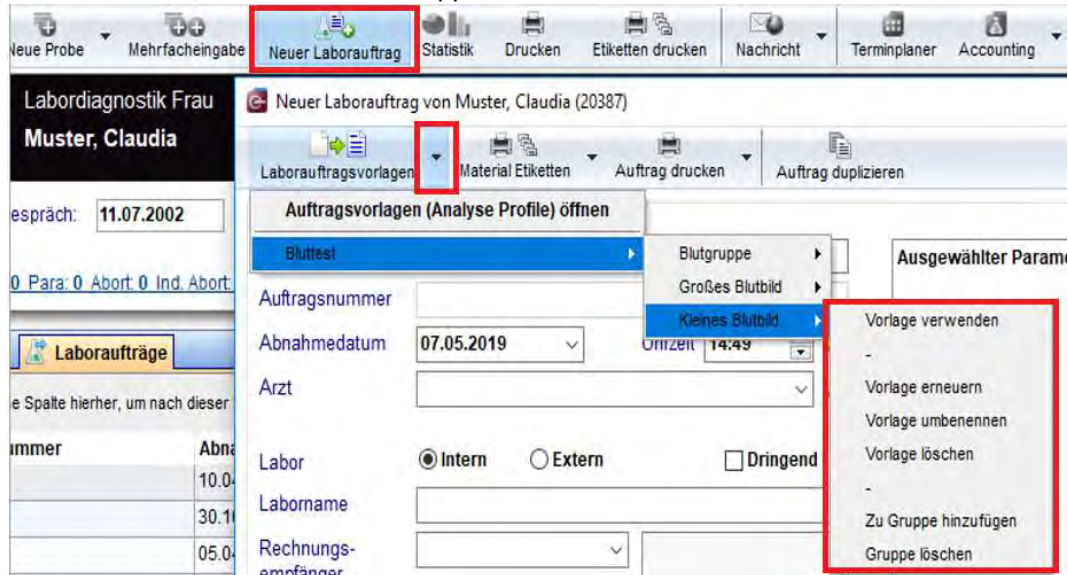 Neue Probe Mehrfacheingabe Neuer Laborauftrag Statistik Drucken Etiketten drucken Nachricht Terminplaner Accounting
Labordiagnostik Frau
Muster, Claudia
Neuer Laborauftrag von Muster, Claudia (20387)
Laborauftragsvorlagen Material Etiketten Auftrag drucken Auftrag duplizieren
espräch: 11.07.2002
Auftragsvorlagen (Analyse Profile) öffnen
Bluttest
Blutgruppe
Großes Blutbild
Kleines Blutbild
Ausgewählter Parame
Vorlage verwenden
-
Vorlage erneuern
Vorlage umbenennen
Vorlage löschen
-
Zu Gruppe hinzufügen
Gruppe löschen
0 Para: 0 Abort: 0 Ind. Abort:
Auftragsnummer
Abnahmedatum 07.05.2019 Uhrzeit 14:49
Arzt
Laboraufträge
e Spalte hierher, um nach dieser
ummer Abna
10.04
30.10
05.04
Labor Intern Extern Dringend
Laborname
Rechnungs-
empfänger